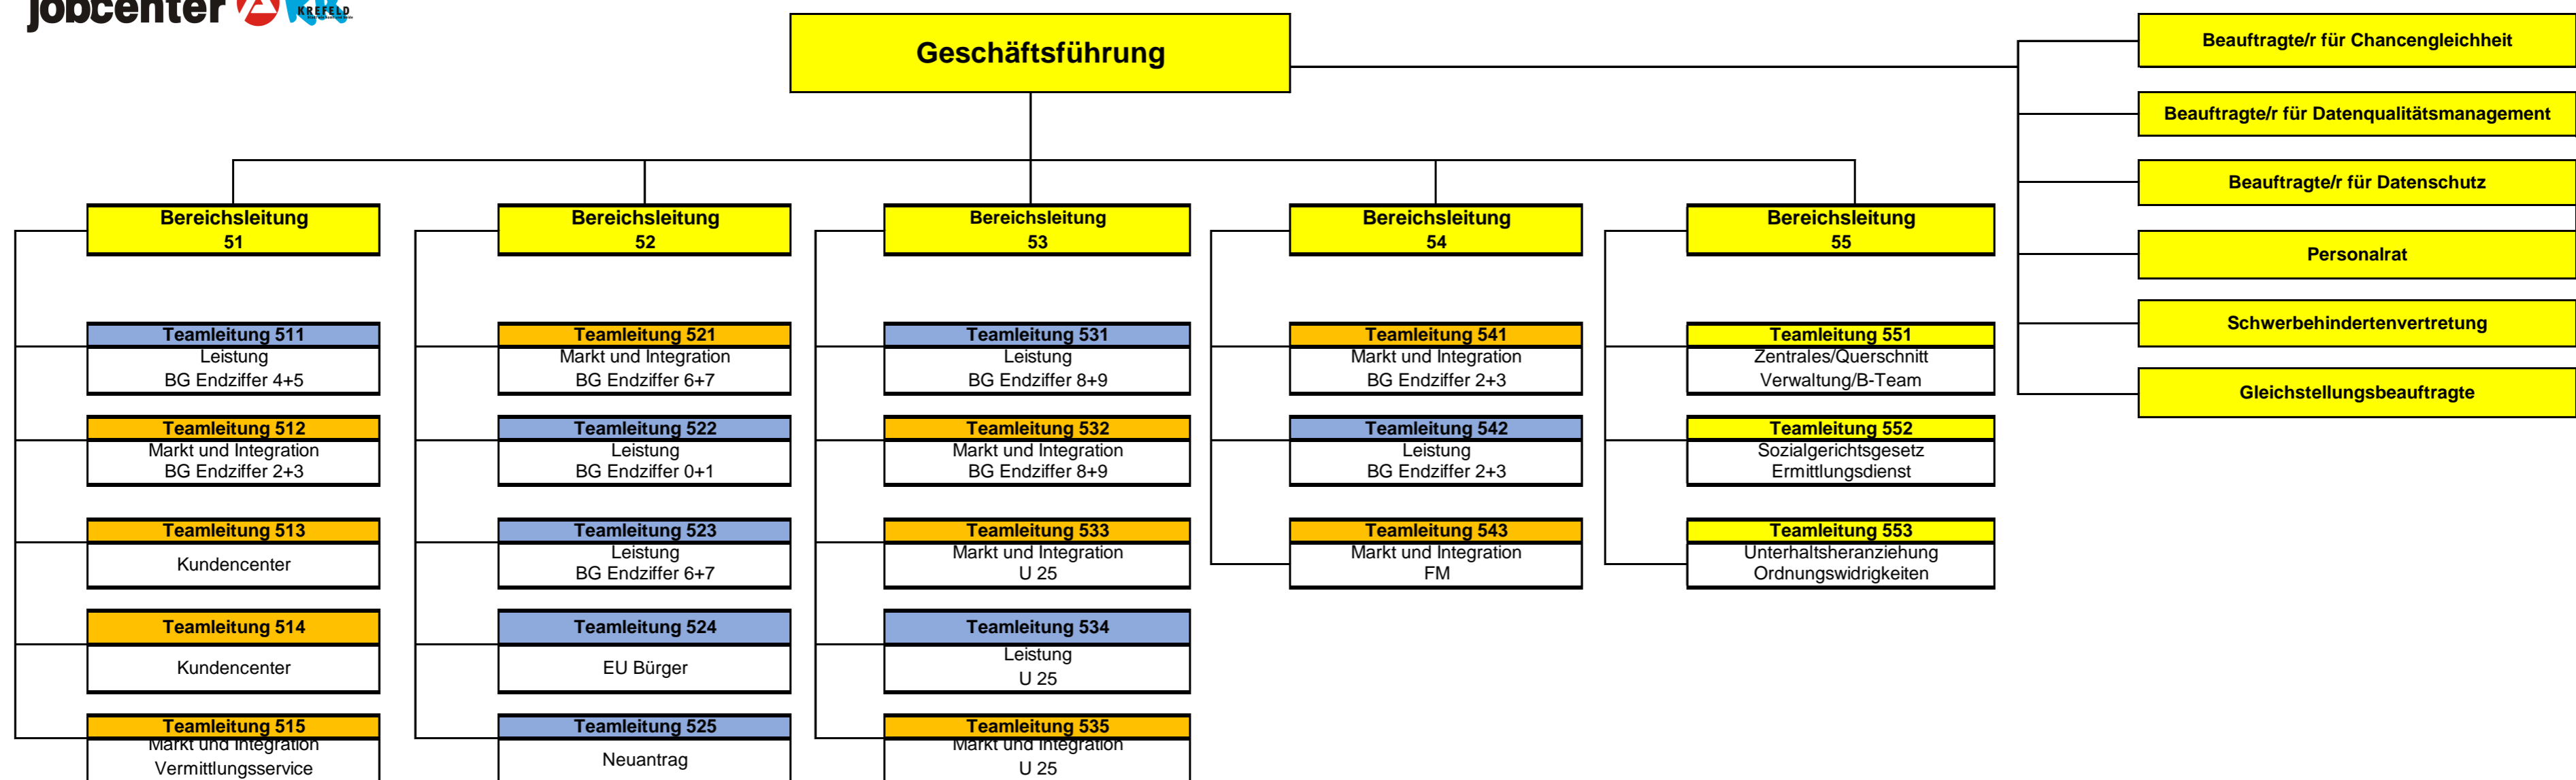 jobcenter
KREFELD
Geschäftsführung
Beauftragte/r für Chancengleichheit
Beauftragte/r für Datenqualitätsmanagement
Beauftragte/r für Datenschutz
Personalrat
Schwerbehindertenvertretung
Gleichstellungsbeauftragte
Bereichsleitung
51
Teamleitung 511
Leistung
BG Endziffer 4+5
Teamleitung 512
Markt und Integration
BG Endziffer 2+3
Teamleitung 513
Kundencenter
Teamleitung 514
Kundencenter
Teamleitung 515
Markt und Integration
Vermittlungsservice
Bereichsleitung
52
Teamleitung 521
Markt und Integration
BG Endziffer 6+7
Teamleitung 522
Leistung
BG Endziffer 0+1
Teamleitung 523
Leistung
BG Endziffer 6+7
Teamleitung 524
EU Bürger
Teamleitung 525
Neuantrag
Bereichsleitung
53
Teamleitung 531
Leistung
BG Endziffer 8+9
Teamleitung 532
Markt und Integration
BG Endziffer 8+9
Teamleitung 533
Markt und Integration
U 25
Teamleitung 534
Leistung
U 25
Teamleitung 535
Markt und Integration
U 25
Bereichsleitung
54
Teamleitung 541
Markt und Integration
BG Endziffer 2+3
Teamleitung 542
Leistung
BG Endziffer 2+3
Teamleitung 543
Markt und Integration
FM
Bereichsleitung
55
Teamleitung 551
Zentrales/Querschnitt
Verwaltung/B-Team
Teamleitung 552
Sozialgerichtsgesetz
Ermittlungsdienst
Teamleitung 553
Unterhaltsheranziehung
Ordnungswidrigkeiten